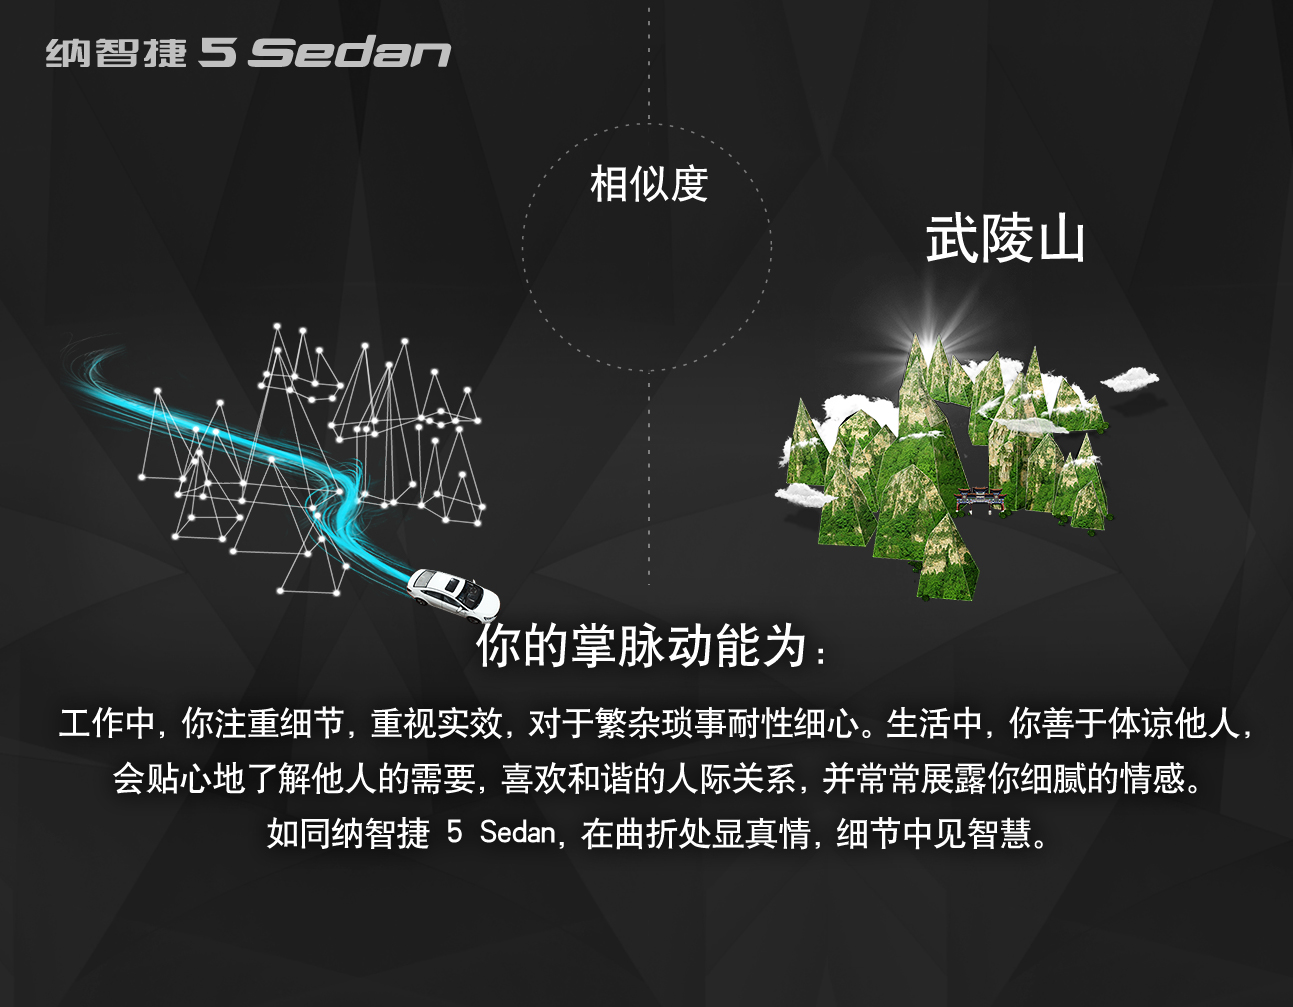 纳智捷 5 Sedan
相似度
武陵山
你的掌脉动能为：
工作中，你注重细节，重视实效，对于繁杂琐事耐性细心。生活中，你善于体谅他人，
会贴心地了解他人的需要，喜欢和谐的人际关系，并常常展露你细腻的情感。
如同纳智捷 5 Sedan，在曲折处显真情，细节中见智慧。